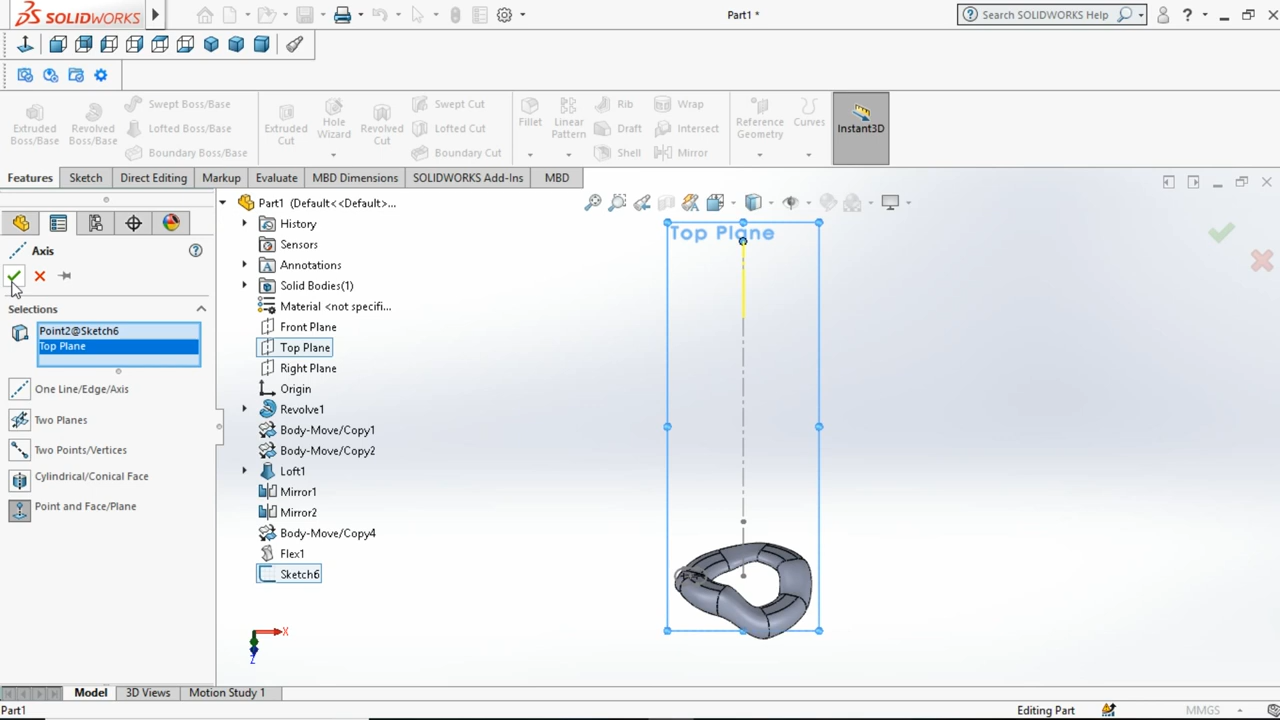 SOLIDWORKS
Part1 *
Search SOLIDWORKS Help
?
Extruded Boss/Base
Revolved Boss/Base
Swept Boss/Base
Lofted Boss/Base
Boundary Boss/Base
Extruded Cut
Hole Wizard
Revolved Cut
Swept Cut
Lofted Cut
Boundary Cut
Fillet
Linear Pattern
Rib
Draft
Shell
Wrap
Intersect
Mirror
Reference Geometry
Curves
Instant3D
Features
Sketch
Direct Editing
Markup
Evaluate
MBD Dimensions
SOLIDWORKS Add-Ins
MBD
Axis
?
Selections
Point2@Sketch6
Top Plane
One Line/Edge/Axis
Two Planes
Two Points/Vertices
Cylindrical/Conical Face
Point and Face/Plane
Part1 (Default<<Default>...
History
Sensors
Annotations
Solid Bodies(1)
Material <not specifi...
Front Plane
Top Plane
Right Plane
Origin
Revolve1
Body-Move/Copy1
Body-Move/Copy2
Loft1
Mirror1
Mirror2
Body-Move/Copy4
Flex1
Sketch6
Top Plane
X
Z
Model
3D Views
Motion Study 1
Part1
Editing Part
MMGS